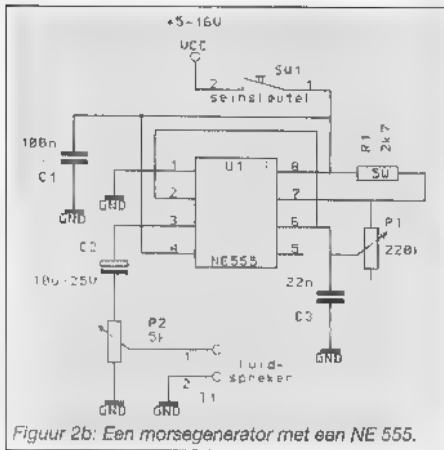 +5-16V
VCC
SW1
2 1
seinsleutel
100n
C1
GND
1 U1 8
2 7
3 6
4 5
NE555
R1
2k7
5W
P1
220k
C2
10u-25V
22n
C3
GND
P2
5k
1
luid-
spreker
2
GND
GND
GND
Figuur 2b: Een morsegenerator met een NE 555.